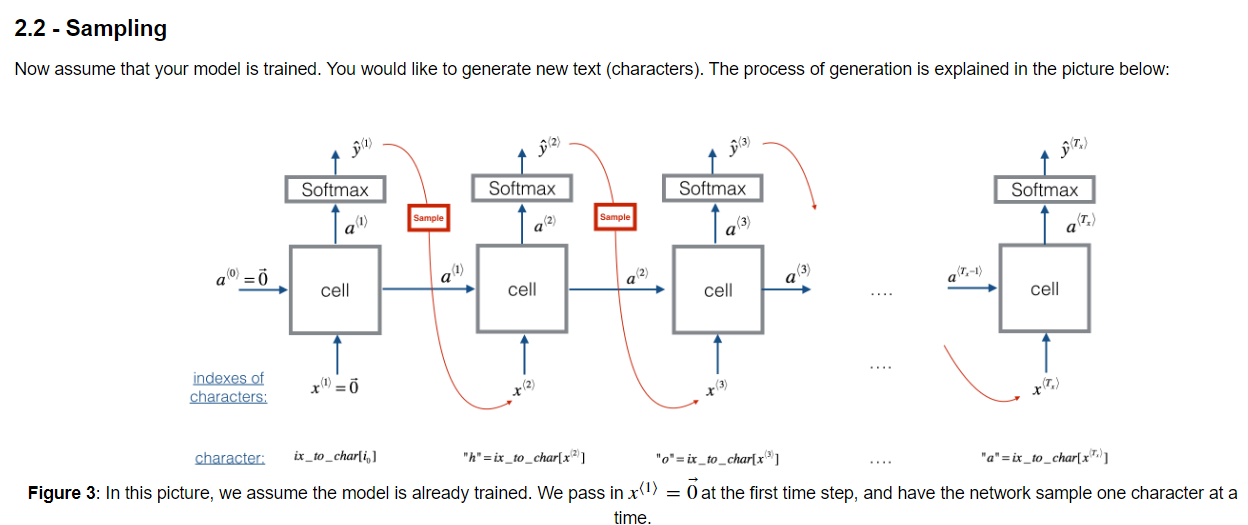 2.2 - Sampling
Now assume that your model is trained. You would like to generate new text (characters). The process of generation is explained in the picture below:
ŷ⟨1⟩ ŷ⟨2⟩ ŷ⟨3⟩ ŷ⟨Tₓ⟩
Softmax Softmax Softmax Softmax
a⟨1⟩ Sample a⟨2⟩ Sample a⟨3⟩ a⟨Tₓ⟩
a⟨0⟩ = 0⃗ cell a⟨1⟩ cell a⟨2⟩ cell a⟨3⟩ .... a⟨Tₓ-1⟩ cell
indexes of
characters: x⟨1⟩ = 0⃗ x⟨2⟩ x⟨3⟩ .... x⟨Tₓ⟩
character: ix_to_char[i₀] "h"=ix_to_char[x⟨2⟩] "o"=ix_to_char[x⟨3⟩] .... "a"=ix_to_char[x⟨Tₓ⟩]
Figure 3: In this picture, we assume the model is already trained. We pass in x⟨1⟩ = 0⃗ at the first time step, and have the network sample one character at a
time.